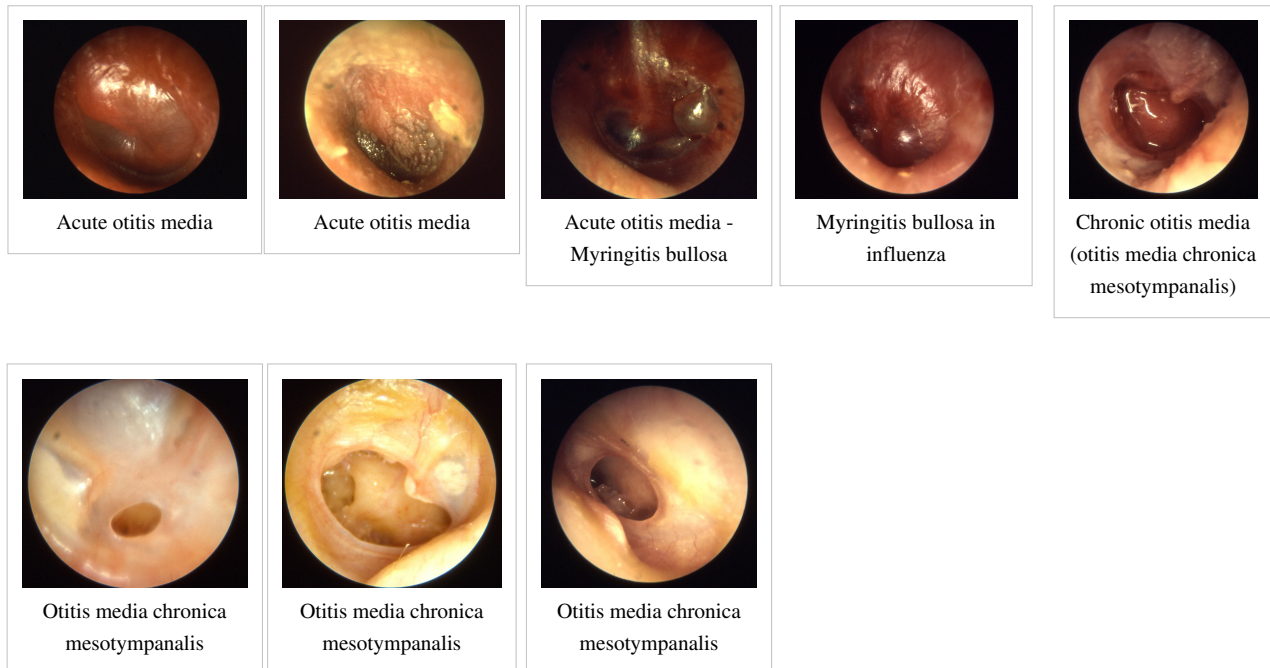 Acute otitis media
Acute otitis media
Acute otitis media -
Myringitis bullosa
Myringitis bullosa in
influenza
Chronic otitis media
(otitis media chronica
mesotympanalis)
Otitis media chronica
mesotympanalis
Otitis media chronica
mesotympanalis
Otitis media chronica
mesotympanalis